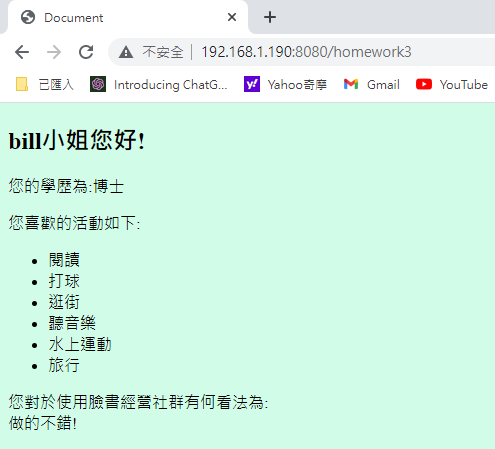 Document
不安全 | 192.168.1.190:8080/homework3
已匯入 Introducing ChatG... Yahoo奇摩 Gmail YouTube
bill小姐您好!
您的學歷為:博士
您喜歡的活動如下:
閱讀
打球
逛街
聽音樂
水上運動
旅行
您對於使用臉書經營社群有何看法為:
做的不錯!